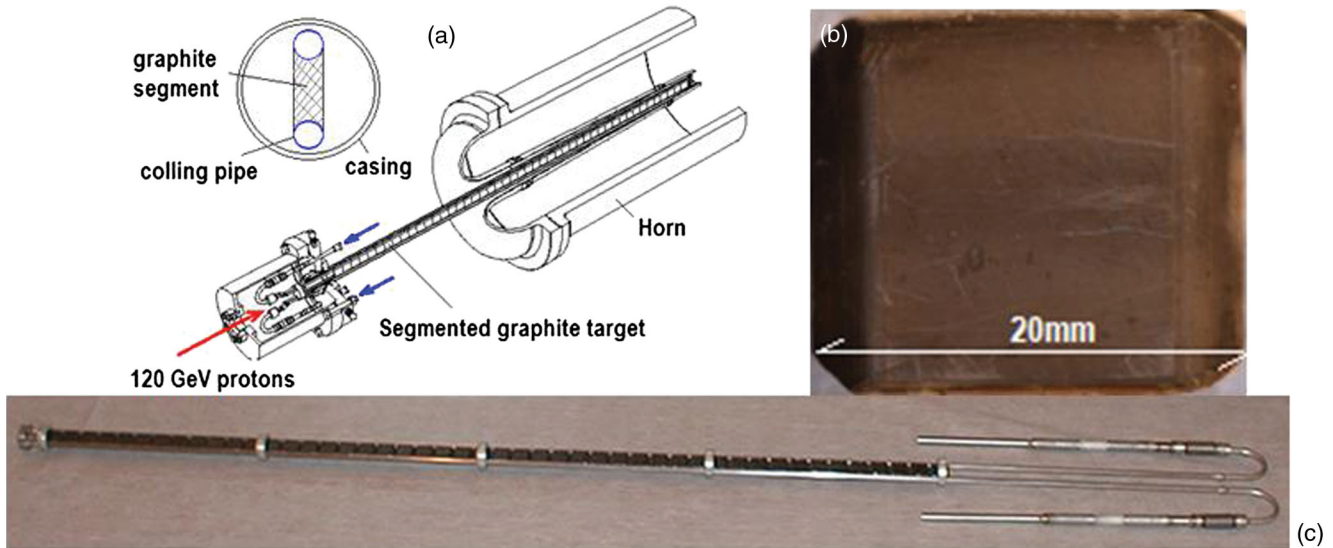 (a)
graphite
segment
colling pipe
casing
Horn
Segmented graphite target
120 GeV protons
(b)
20mm
(c)